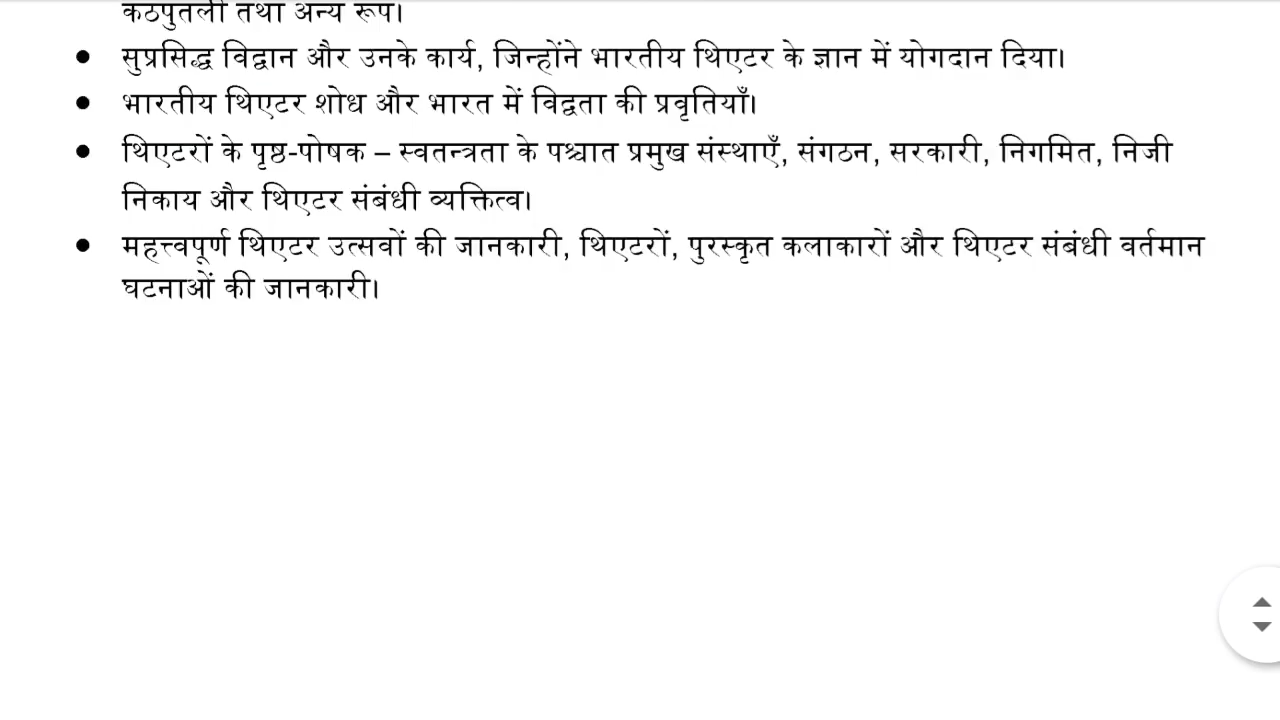 कठपुतली तथा अन्य रूप।
● सुप्रसिद्ध विद्वान और उनके कार्य, जिन्होंने भारतीय थिएटर के ज्ञान में योगदान दिया।
● भारतीय थिएटर शोध और भारत में विद्वता की प्रवृतियाँ।
● थिएटरों के पृष्ठ-पोषक – स्वतन्त्रता के पश्चात प्रमुख संस्थाएँ, संगठन, सरकारी, निगमित, निजी
निकाय और थिएटर संबंधी व्यक्तित्व।
● महत्त्वपूर्ण थिएटर उत्सवों की जानकारी, थिएटरों, पुरस्कृत कलाकारों और थिएटर संबंधी वर्तमान
घटनाओं की जानकारी।